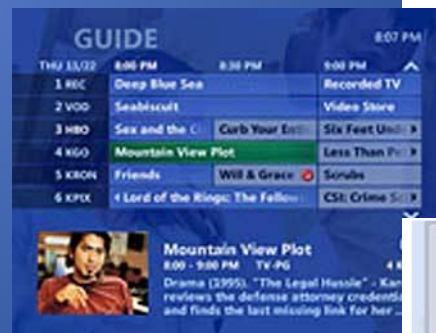 GUIDE 8:07 PM
THU 11/22 8:00 PM 8:30 PM 9:00 PM
1 REC Deep Blue Sea Recorded TV
2 VOD Seabiscuit Video Store
3 HBO Sex and the Curb Your Six Feet
4 KGO Mountain View Plot Less Than
5 KRON Friends Will & Grace Scrubs
6 KPIX Lord of the Rings: The Fellow CSI: Crime
Mountain View Plot
8:00 - 9:00 PM TV-PG 4
Drama (1995). "The Legal Hussle" -
reviews the defense attorney
and finds the last missing link for her ...